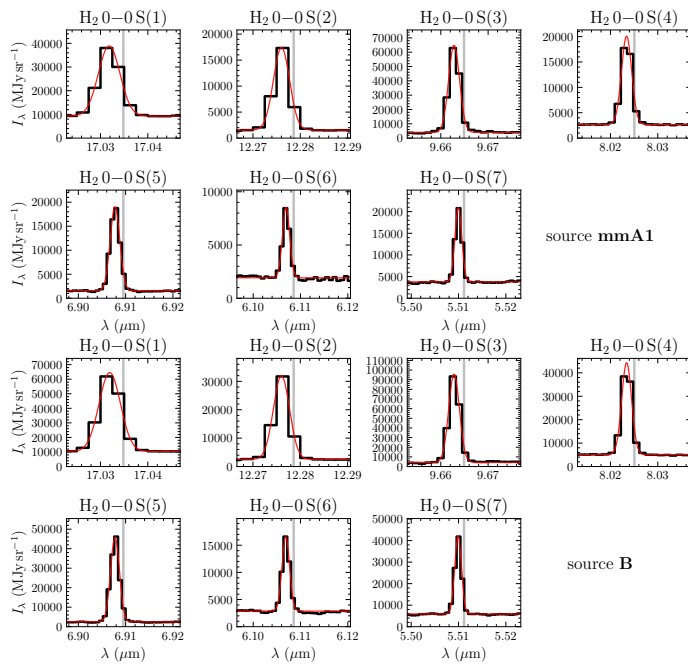 H₂ 0−0 S(1) H₂ 0−0 S(2) H₂ 0−0 S(3) H₂ 0−0 S(4)
I_λ (MJy sr⁻¹)
40000 30000 20000 10000 0
20000 15000 10000 5000 0
70000 60000 50000 40000 30000 20000 10000 0
20000 15000 10000 5000 0
17.03 17.04 12.27 12.28 12.29 9.66 9.67 8.02 8.03
H₂ 0−0 S(5) H₂ 0−0 S(6) H₂ 0−0 S(7)
I_λ (MJy sr⁻¹)
25000 20000 15000 10000 5000 0
10000 8000 6000 4000 2000 0
25000 20000 15000 10000 5000 0
source mmA1
6.90 6.91 6.92 6.10 6.11 6.12 5.50 5.51 5.52
λ (μm) λ (μm) λ (μm)
H₂ 0−0 S(1) H₂ 0−0 S(2) H₂ 0−0 S(3) H₂ 0−0 S(4)
I_λ (MJy sr⁻¹)
70000 60000 50000 40000 30000 20000 10000 0
30000 20000 10000 0
100000 80000 60000 40000 20000 0
40000 30000 20000 10000 0
17.03 17.04 12.27 12.28 12.29 9.66 9.67 8.02 8.03
H₂ 0−0 S(5) H₂ 0−0 S(6) H₂ 0−0 S(7)
I_λ (MJy sr⁻¹)
50000 40000 30000 20000 10000 0
15000 10000 5000 0
50000 40000 30000 20000 10000 0
source B
6.90 6.91 6.92 6.10 6.11 6.12 5.50 5.51 5.52
λ (μm) λ (μm) λ (μm)